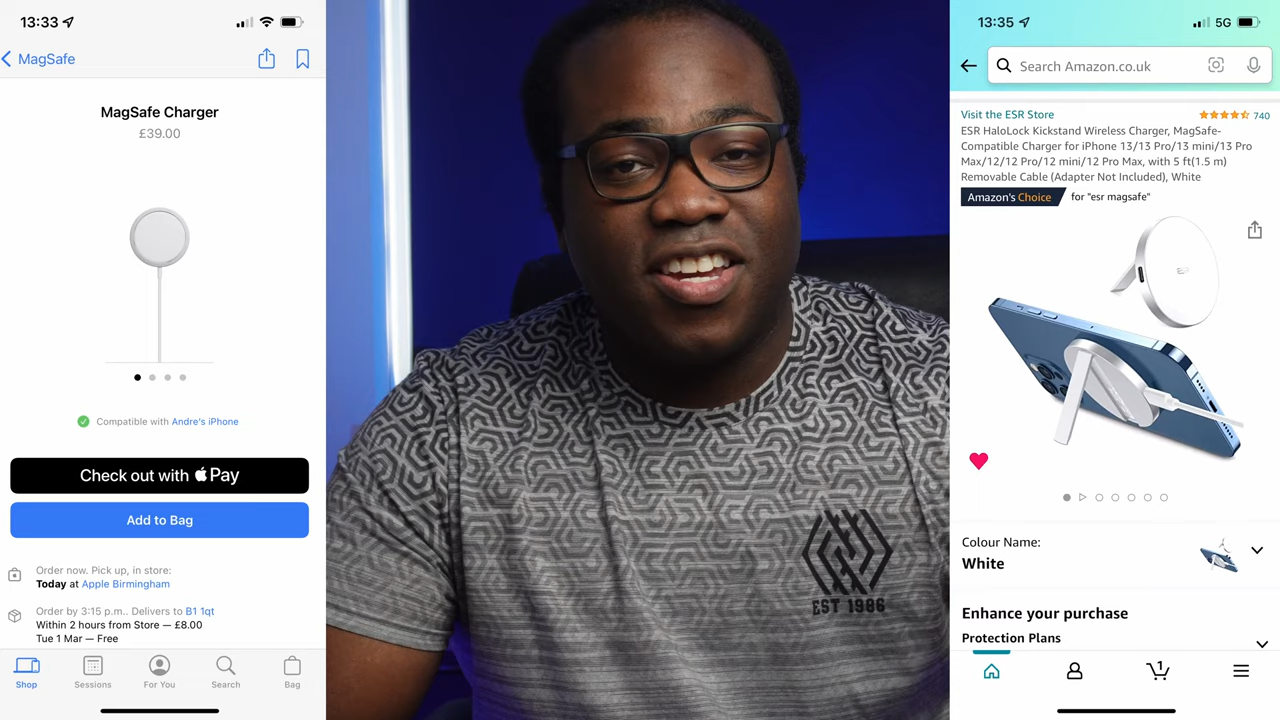 13:33
MagSafe
MagSafe Charger
£39.00
Compatible with Andre's iPhone
Check out with Pay
Add to Bag
Order now. Pick up, in store:
Today at Apple Birmingham
Order by 3:15 p.m.. Delivers to B1 1qt
Within 2 hours from Store — £8.00
Tue 1 Mar — Free
Shop
Sessions
For You
Search
Bag
EST 1986
13:35
5G
Search Amazon.co.uk
Visit the ESR Store
740
ESR HaloLock Kickstand Wireless Charger, MagSafe-
Compatible Charger for iPhone 13/13 Pro/13 mini/13 Pro
Max/12/12 Pro/12 mini/12 Pro Max, with 5 ft(1.5 m)
Removable Cable (Adapter Not Included), White
Amazon's Choice for "esr magsafe"
ESR
Colour Name:
White
Enhance your purchase
Protection Plans
1